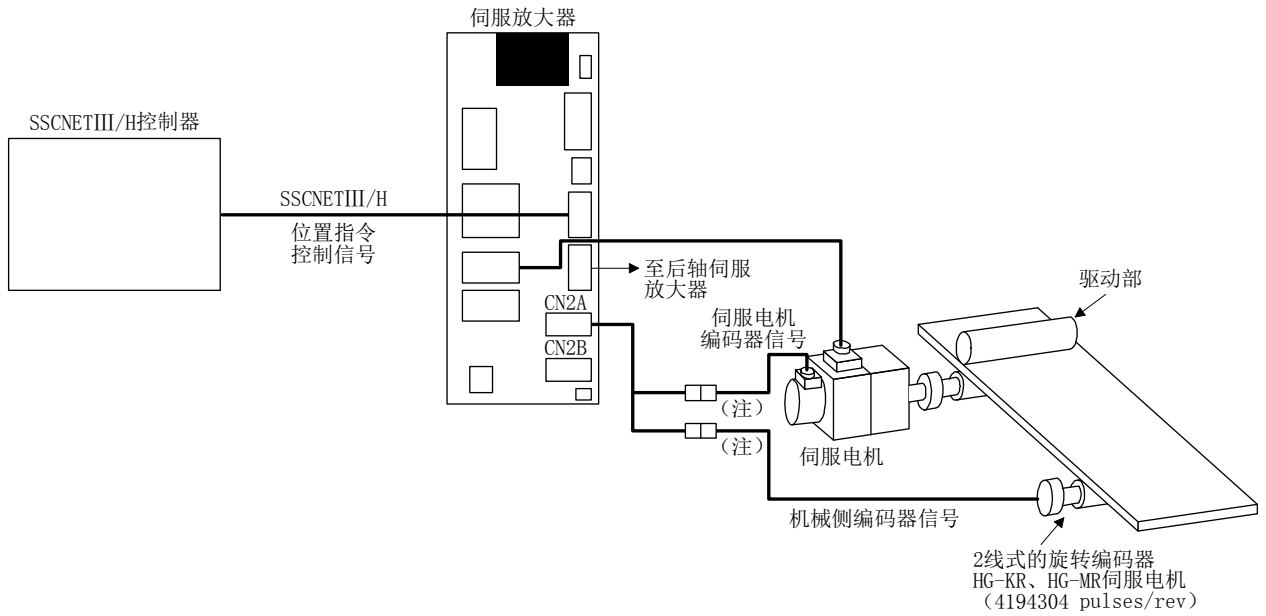 伺服放大器
SSCNETⅢ/H控制器
SSCNETⅢ/H
位置指令
控制信号
至后轴伺服
放大器
CN2A
CN2B
伺服电机
编码器信号
驱动部
（注）
（注）
伺服电机
机械侧编码器信号
2线式的旋转编码器
HG-KR、HG-MR伺服电机
（4194304 pulses/rev）